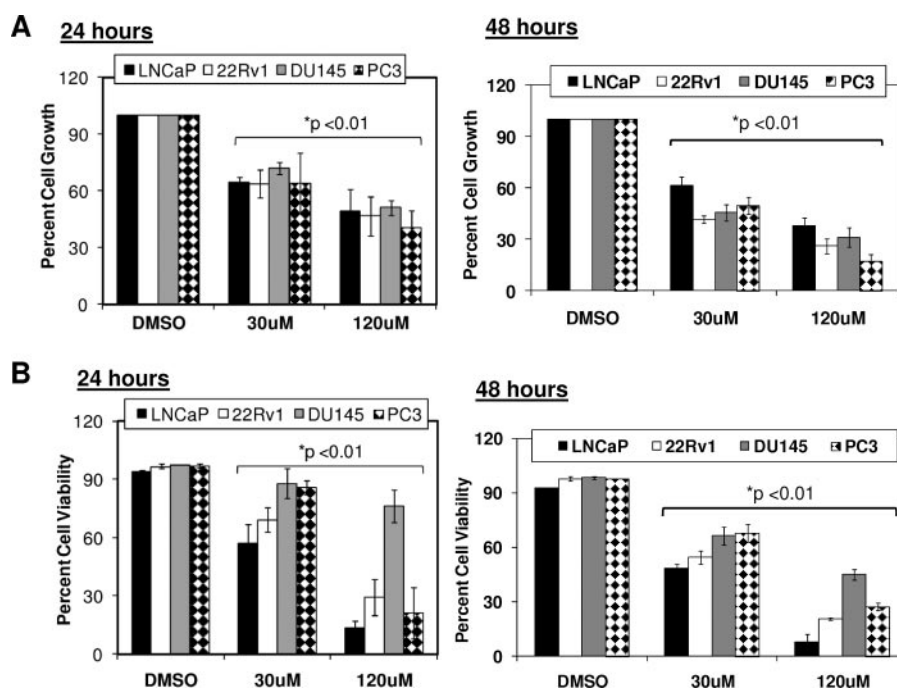 A
24 hours
LNCaP 22Rv1 DU145 PC3
120
90
60
30
0
Percent Cell Growth
*p <0.01
DMSO 30uM 120uM
48 hours
LNCaP 22Rv1 DU145 PC3
120
90
60
30
0
Percent Cell Growth
*p <0.01
DMSO 30uM 120uM
B
24 hours
LNCaP 22Rv1 DU145 PC3
120
90
60
30
0
Percent Cell Viability
*p <0.01
DMSO 30uM 120uM
48 hours
LNCaP 22Rv1 DU145 PC3
120
90
60
30
0
Percent Cell Viability
*p <0.01
DMSO 30uM 120uM